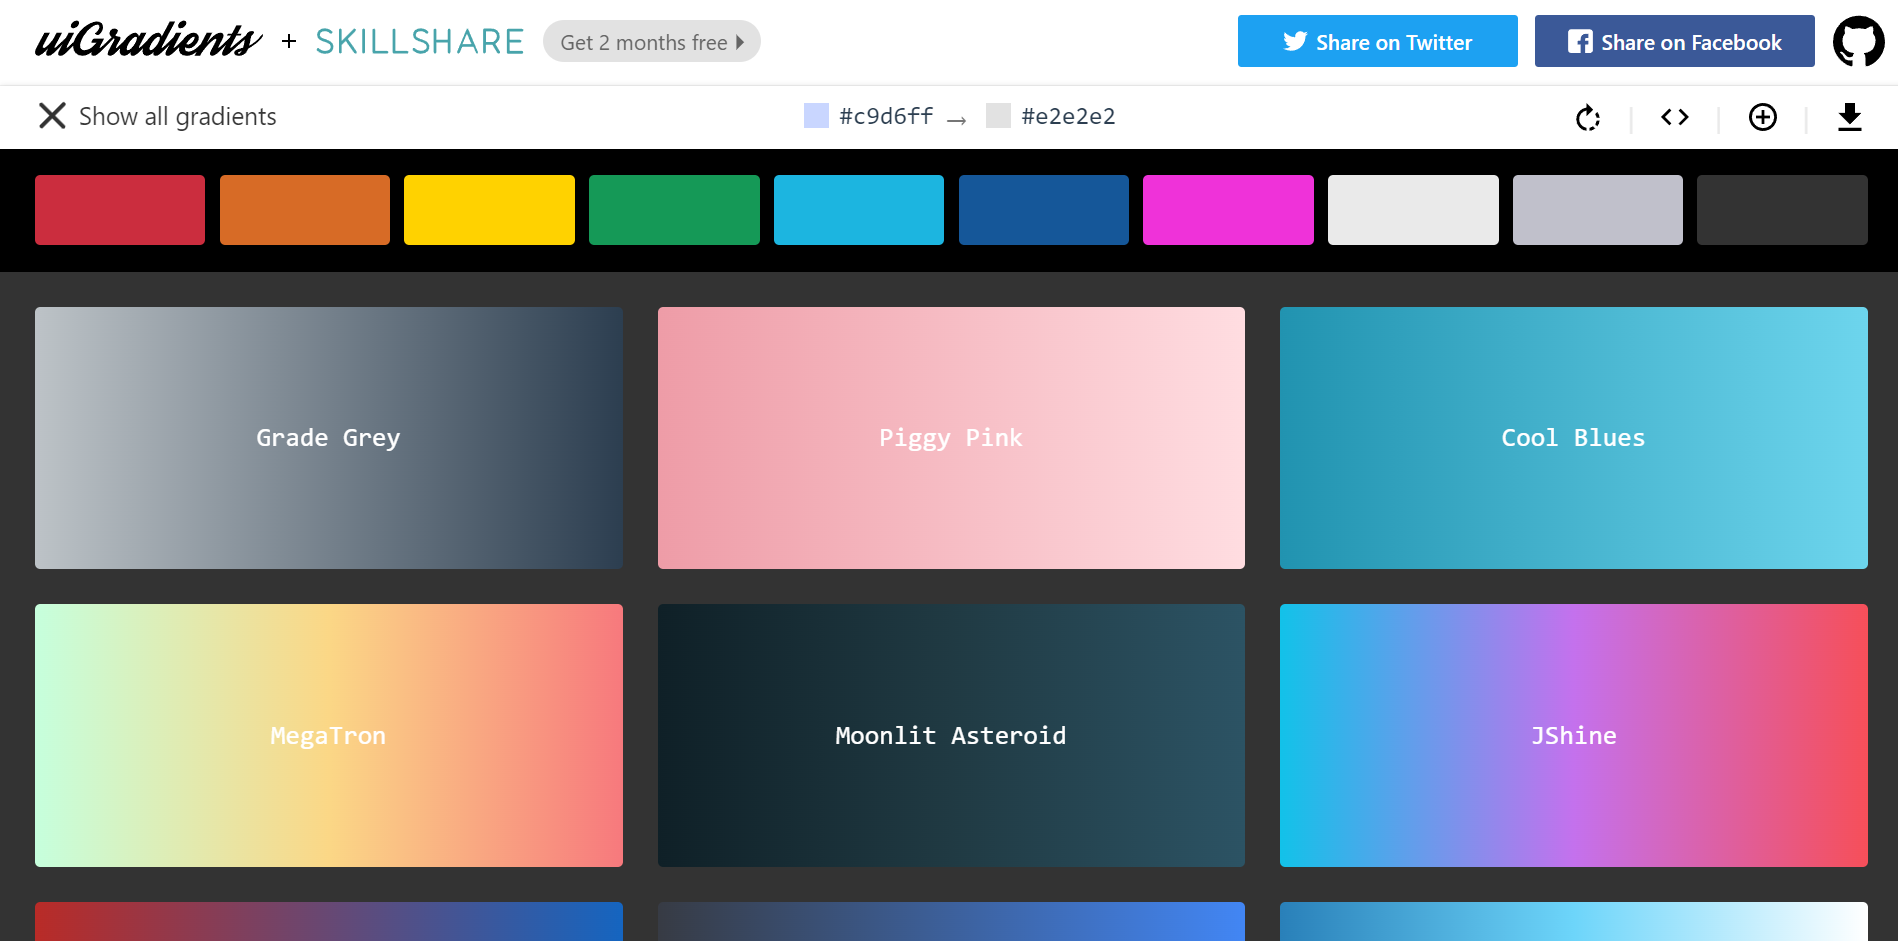 uiGradients + SKILLSHARE Get 2 months free
Share on Twitter
Share on Facebook
Show all gradients
#c9d6ff → #e2e2e2
Grade Grey
Piggy Pink
Cool Blues
MegaTron
Moonlit Asteroid
JShine